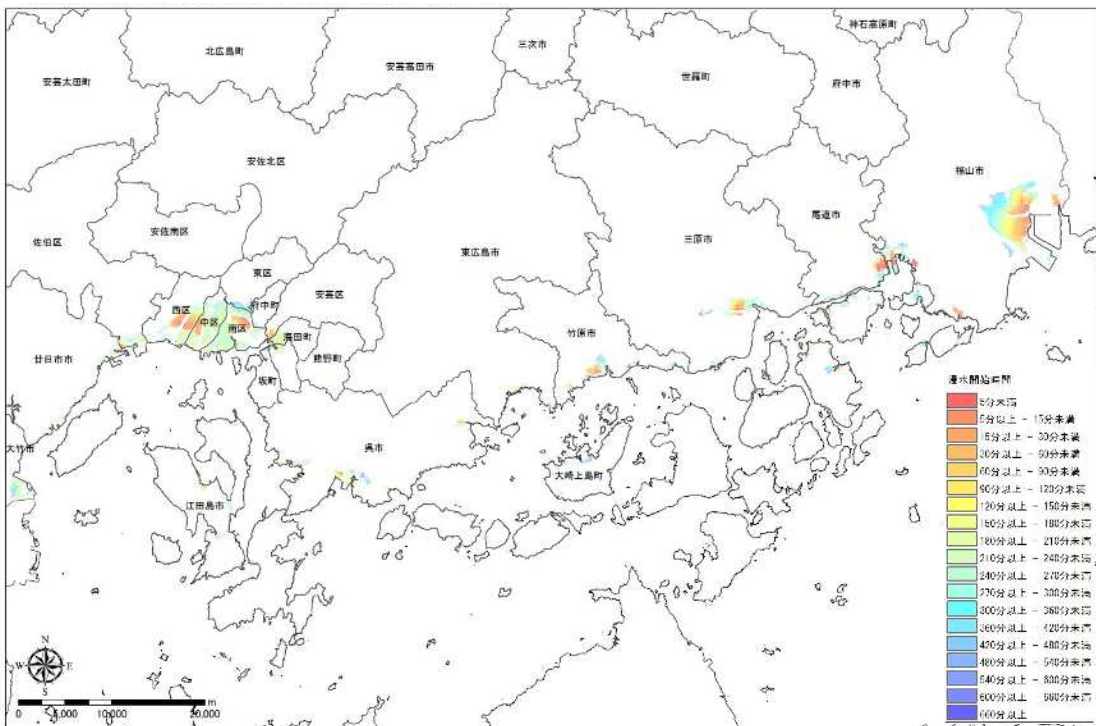 神石高原町
北広島町
三次市
安芸太田町
安芸高田市
世羅町
府中市
安佐北区
福山市
安佐南区
尾道市
佐伯区
東広島市
三原市
東区
安芸区
府中町
西区
中区
南区
海田町
竹原市
熊野町
廿日市市
坂町
大竹市
呉市
大崎上島町
江田島市
浸水開始時間
5分未満
5分以上 - 15分未満
15分以上 - 30分未満
30分以上 - 60分未満
60分以上 - 90分未満
90分以上 - 120分未満
120分以上 - 150分未満
150分以上 - 180分未満
180分以上 - 210分未満
210分以上 - 240分未満
240分以上 - 270分未満
270分以上 - 300分未満
300分以上 - 360分未満
360分以上 - 420分未満
420分以上 - 480分未満
480分以上 - 540分未満
540分以上 - 600分未満
600分以上 - 660分未満
660分以上
N
W E
S
0 5,000 10,000 20,000 m